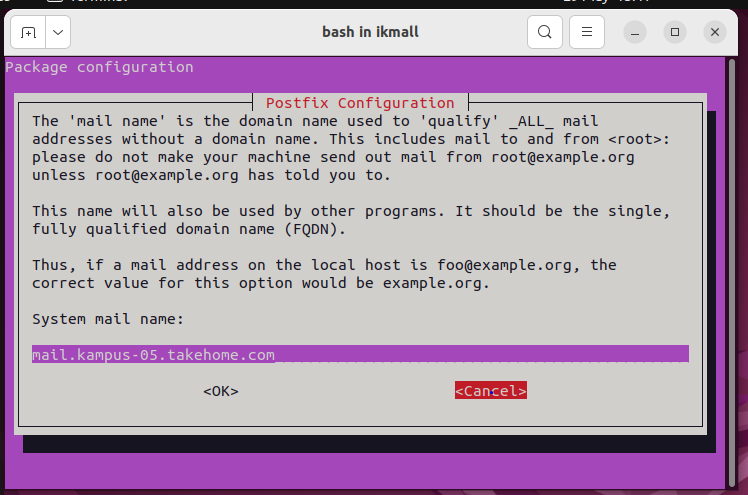 bash in ikmall
Package configuration
Postfix Configuration
The 'mail name' is the domain name used to 'qualify' _ALL_ mail
addresses without a domain name. This includes mail to and from <root>:
please do not make your machine send out mail from root@example.org
unless root@example.org has told you to.
This name will also be used by other programs. It should be the single,
fully qualified domain name (FQDN).
Thus, if a mail address on the local host is foo@example.org, the
correct value for this option would be example.org.
System mail name:
mail.kampus-05.takehome.com
<OK> <Cancel>